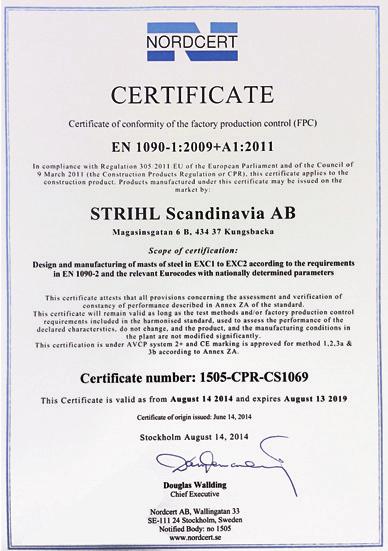 NORDCERT
CERTIFICATE
Certificate of conformity of the factory production control (FPC)
EN 1090-1:2009+A1:2011
In compliance with Regulation 305/2011 EU of the European Parliament and of the Council of
9 March 2011 (the Construction Products Regulation or CPR), this certificate applies to the
construction product. Products manufactured under this certificate may be issued on the
market by:
STRIHL Scandinavia AB
Magasinsgatan 6 B, 434 37 Kungsbacka
Scope of certification:
Design and manufacturing of masts of steel in EXC1 to EXC2 according to the requirements
in EN 1090-2 and the relevant Eurocodes with nationally determined parameters
This certificate attests that all provisions concerning the assessment and verification of
constancy of performance described in Annex ZA of the standard.
This certificate will remain valid as long as the test methods and/or factory production control
requirements included in the harmonised standard, used to assess the performance of the
declared characterstics, do not change, and the product, and the manufacturing conditions in
the plant are not modified significantly.
This certification is under AVCP system 2+ and CE marking is approved for method 1,2,3a &
3b according to Annex ZA.
Certificate number: 1505-CPR-CS1069
This Certificate is valid as from August 14 2014 and expires August 13 2019
Certificate of origin issued: June 14, 2014
Stockholm August 14, 2014
Douglas Wallding
Chief Executive
Nordcert AB, Wallingatan 33
SE-111 24 Stockholm, Sweden
Notified Body: no 1505
www.nordcert.se